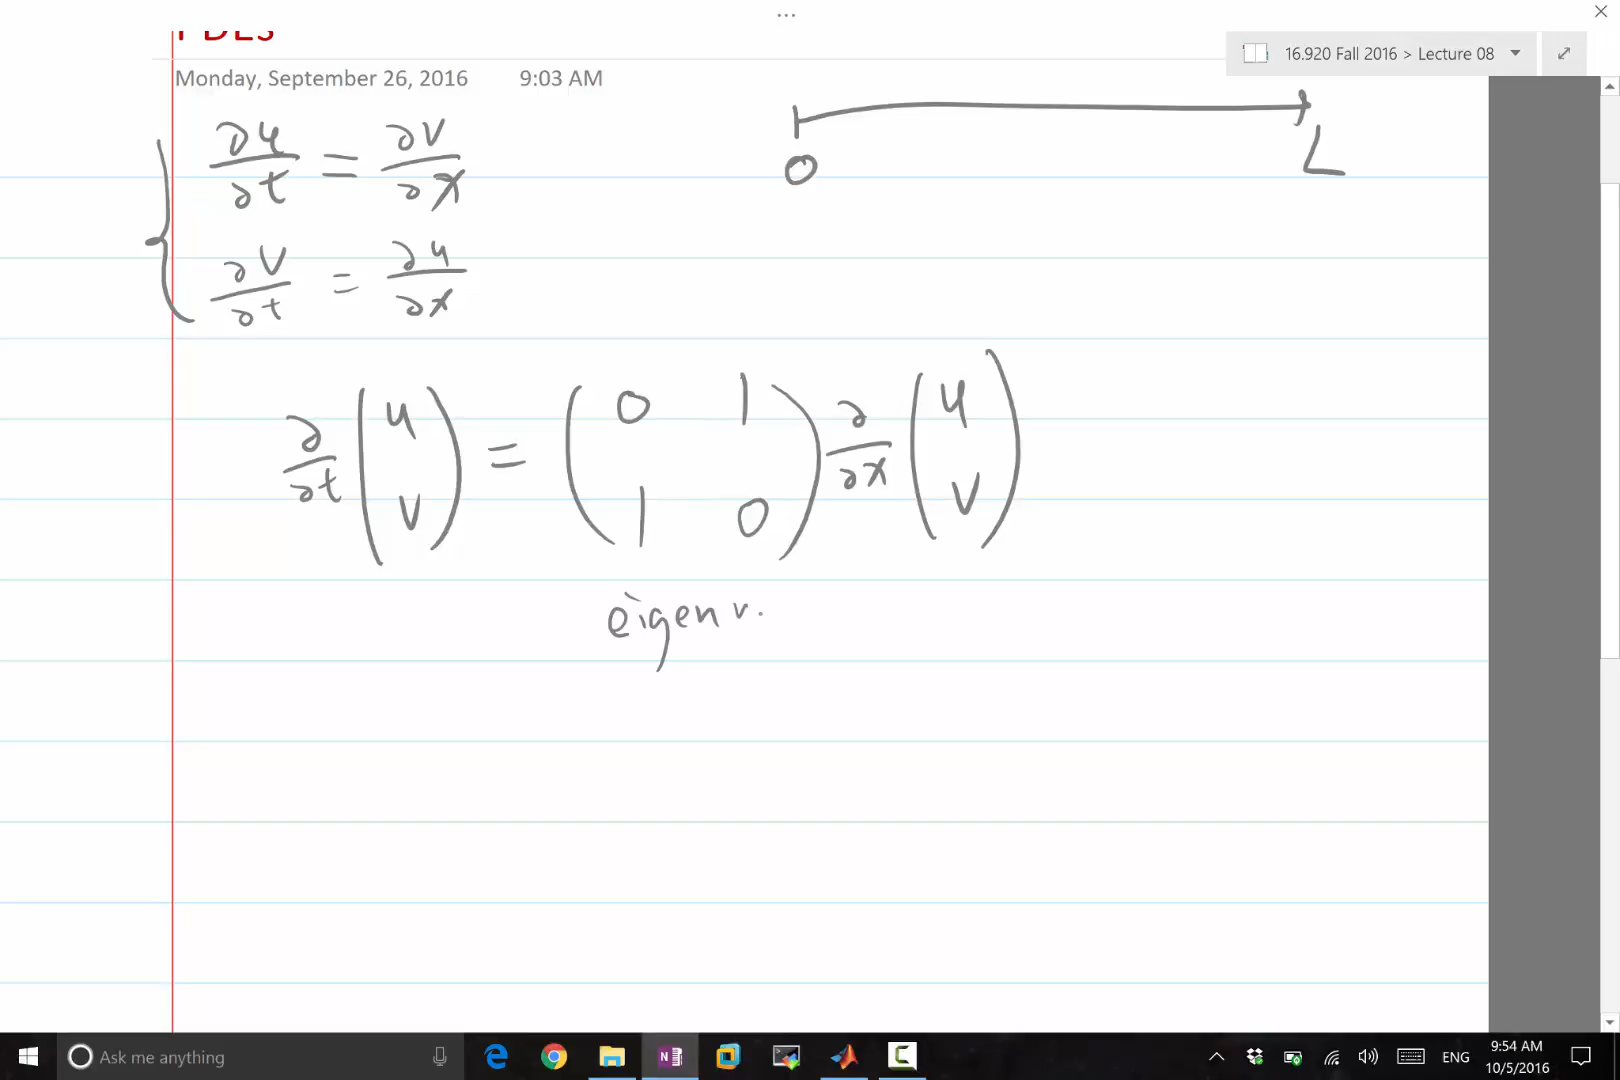 PDEs
16.920 Fall 2016 > Lecture 08
Monday, September 26, 2016 9:03 AM
∂u/∂t = ∂v/∂x
0 L
∂v/∂t = ∂u/∂x
∂/∂t (u v) = (0 1 1 0) ∂/∂x (u v)
eigen v.
Ask me anything
ENG
9:54 AM
10/5/2016